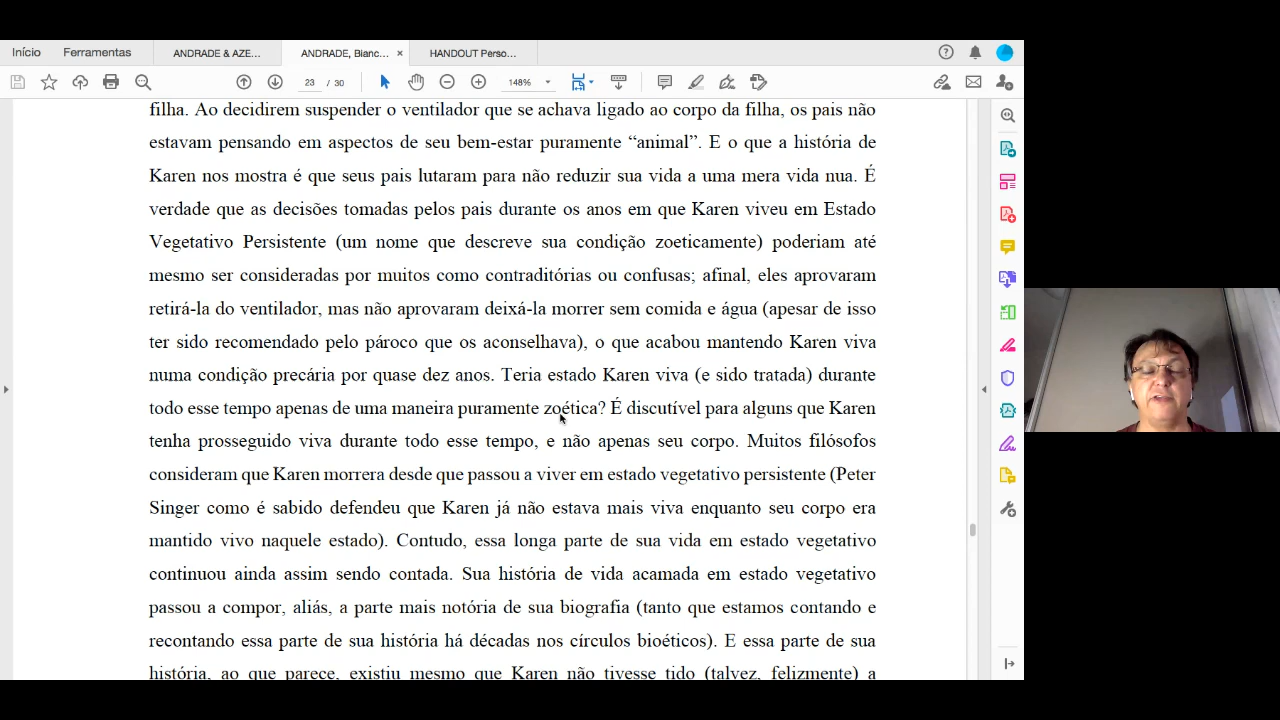 Início Ferramentas ANDRADE & AZE... ANDRADE, Bianc... × HANDOUT Perso...
23 / 30 148%
filha. Ao decidirem suspender o ventilador que se achava ligado ao corpo da filha, os pais não
estavam pensando em aspectos de seu bem-estar puramente “animal”. E o que a história de
Karen nos mostra é que seus pais lutaram para não reduzir sua vida a uma mera vida nua. É
verdade que as decisões tomadas pelos pais durante os anos em que Karen viveu em Estado
Vegetativo Persistente (um nome que descreve sua condição zoeticamente) poderiam até
mesmo ser consideradas por muitos como contraditórias ou confusas; afinal, eles aprovaram
retirá-la do ventilador, mas não aprovaram deixá-la morrer sem comida e água (apesar de isso
ter sido recomendado pelo pároco que os aconselhava), o que acabou mantendo Karen viva
numa condição precária por quase dez anos. Teria estado Karen viva (e sido tratada) durante
todo esse tempo apenas de uma maneira puramente zoética? É discutível para alguns que Karen
tenha prosseguido viva durante todo esse tempo, e não apenas seu corpo. Muitos filósofos
consideram que Karen morrera desde que passou a viver em estado vegetativo persistente (Peter
Singer como é sabido defendeu que Karen já não estava mais viva enquanto seu corpo era
mantido vivo naquele estado). Contudo, essa longa parte de sua vida em estado vegetativo
continuou ainda assim sendo contada. Sua história de vida acamada em estado vegetativo
passou a compor, aliás, a parte mais notória de sua biografia (tanto que estamos contando e
recontando essa parte de sua história há décadas nos círculos bioéticos). E essa parte de sua
história, ao que parece, existiu mesmo que Karen não tivesse tido (talvez, felizmente) a